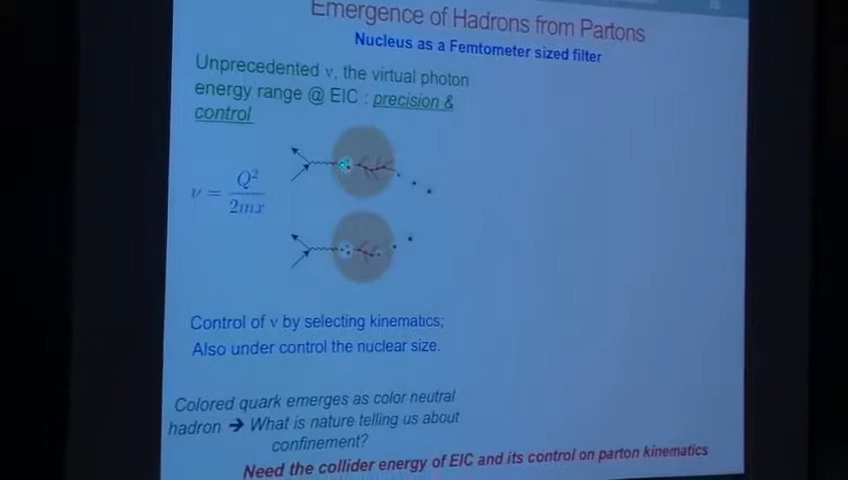 Emergence of Hadrons from Partons
Nucleus as a Femtometer sized filter
Unprecedented ν, the virtual photon
energy range @ EIC : precision &
control
ν = Q²/2mx
Control of ν by selecting kinematics;
Also under control the nuclear size.
Colored quark emerges as color neutral
hadron ➔ What is nature telling us about
confinement?
Need the collider energy of EIC and its control on parton kinematics